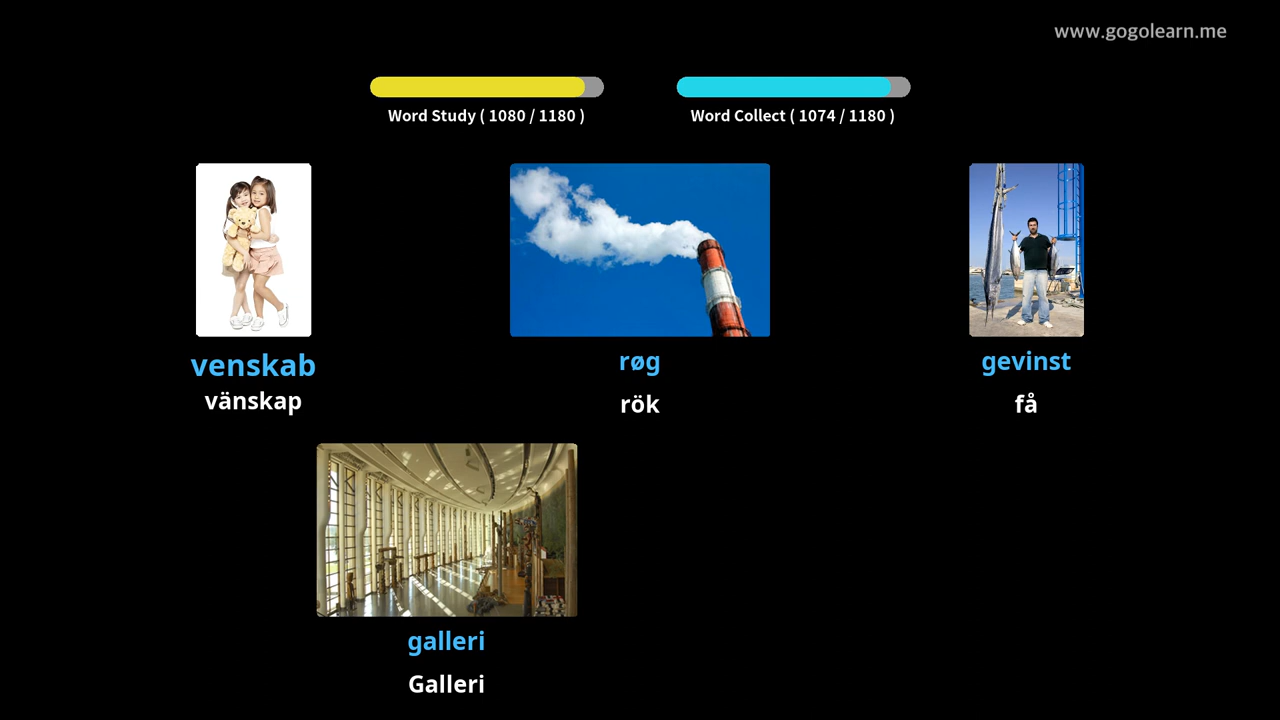 www.gogolearn.me
Word Study ( 1080 / 1180 )
Word Collect ( 1074 / 1180 )
venskab
vänskap
røg
rök
gevinst
få
galleri
Galleri